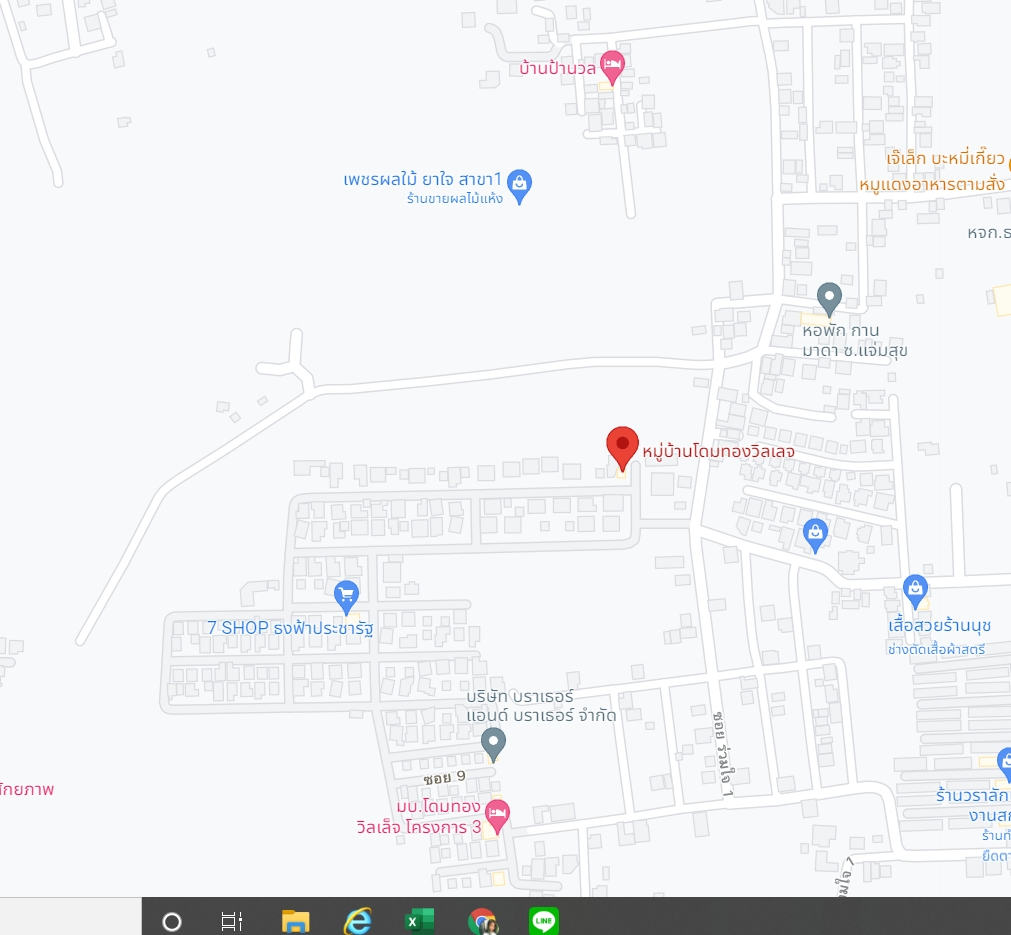 บ้านป้านวล
เจ๊เล็ก บะหมี่เกี๊ยว
หมูแดงอาหารตามสั่ง
เพชรผลใม้ ยาใจ สาขา1
ร้านขายผลไม้แห้ง
หจก.ธ
หอพัก กาน
มาดา ซ.แจ่มสุข
หมู่บ้านโดมทองวิลเลจ
7 SHOP ธงฟ้าประชารัฐ
เสื้อสวยร้านนุช
ช่างตัดเสื้อผ้าสตรี
บริษัท บราเธอร์
แอนด์ บราเธอร์ จำกัด
ซอย ร่วมใจ 1
ซอย 9
ศักยภาพ
มบ.โดมทอง
วิลเล็จ โครงการ 3
ร้านวราลัก
งานสก
ร้านท
ยืดตา
วมใจ 7
LINE